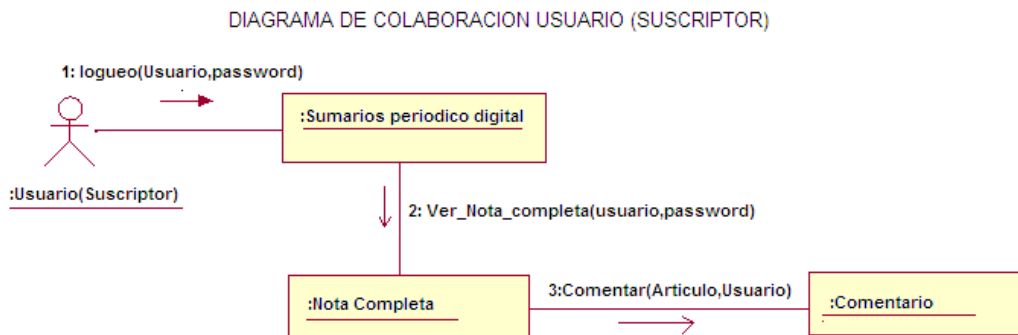 DIAGRAMA DE COLABORACION USUARIO (SUSCRIPTOR)
1: logueo(Usuario,password)
:Sumarios periodico digital
:Usuario(Suscriptor)
2: Ver_Nota_completa(usuario,password)
:Nota Completa
3:Comentar(Articulo,Usuario)
:Comentario